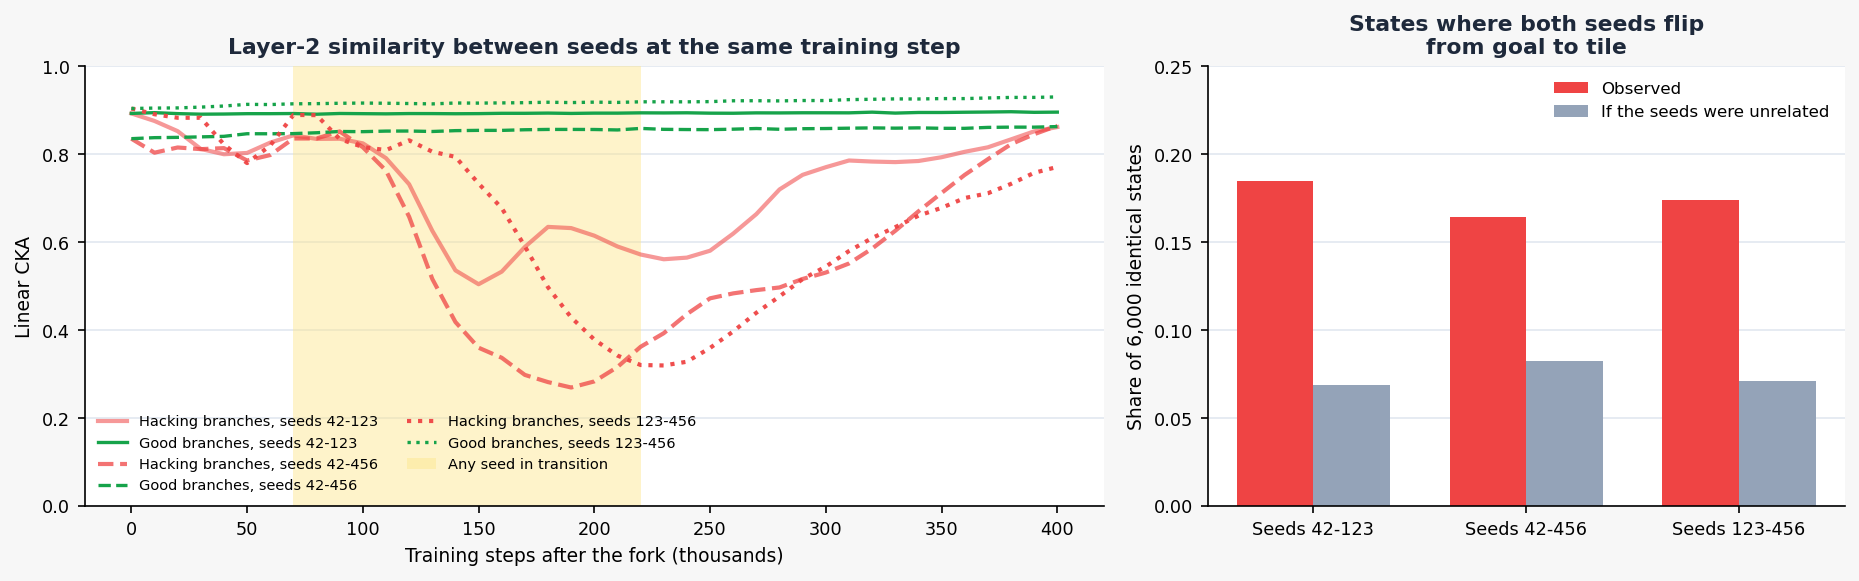 Layer-2 similarity between seeds at the same training step
Linear CKA
1.0
0.8
0.6
0.4
0.2
0.0
Hacking branches, seeds 42-123
Good branches, seeds 42-123
Hacking branches, seeds 42-456
Good branches, seeds 42-456
Hacking branches, seeds 123-456
Good branches, seeds 123-456
Any seed in transition
0 50 100 150 200 250 300 350 400
Training steps after the fork (thousands)
States where both seeds flip
from goal to tile
Share of 6,000 identical states
0.25
0.20
0.15
0.10
0.05
0.00
Observed
If the seeds were unrelated
Seeds 42-123 Seeds 42-456 Seeds 123-456